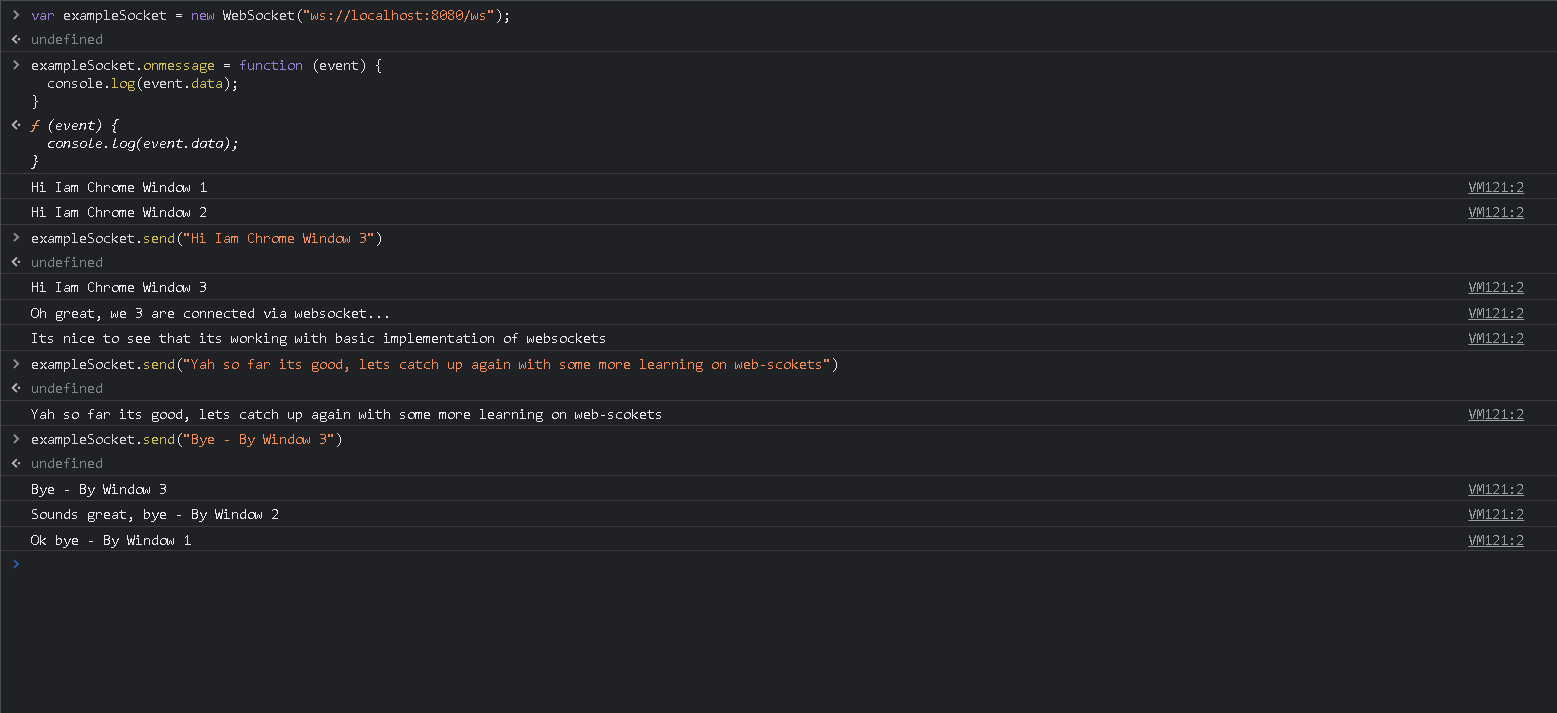 > var exampleSocket = new WebSocket("ws://localhost:8080/ws");
<· undefined
> exampleSocket.onmessage = function (event) {
console.log(event.data);
}
<· ƒ (event) {
console.log(event.data);
}
Hi Iam Chrome Window 1 VM121:2
Hi Iam Chrome Window 2 VM121:2
> exampleSocket.send("Hi Iam Chrome Window 3")
<· undefined
Hi Iam Chrome Window 3 VM121:2
Oh great, we 3 are connected via websocket... VM121:2
Its nice to see that its working with basic implementation of websockets VM121:2
> exampleSocket.send("Yah so far its good, lets catch up again with some more learning on web-scokets")
<· undefined
Yah so far its good, lets catch up again with some more learning on web-scokets VM121:2
> exampleSocket.send("Bye - By Window 3")
<· undefined
Bye - By Window 3 VM121:2
Sounds great, bye - By Window 2 VM121:2
Ok bye - By Window 1 VM121:2
>